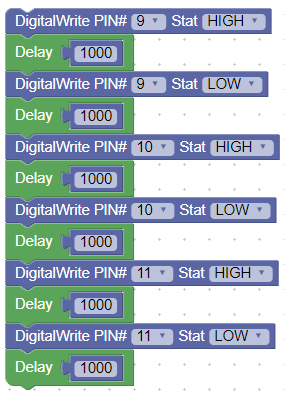 DigitalWrite PIN# 9 Stat HIGH
Delay 1000
DigitalWrite PIN# 9 Stat LOW
Delay 1000
DigitalWrite PIN# 10 Stat HIGH
Delay 1000
DigitalWrite PIN# 10 Stat LOW
Delay 1000
DigitalWrite PIN# 11 Stat HIGH
Delay 1000
DigitalWrite PIN# 11 Stat LOW
Delay 1000